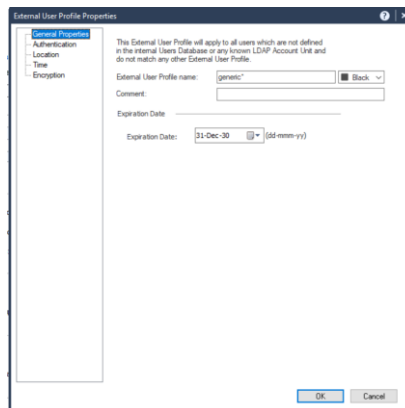 External User Profile Properties
General Properties
Authentication
Location
Time
Encryption
This External User Profile will apply to all users which are not defined
in the internal Users Database or any known LDAP Account Unit and
do not match any other External User Profile.
External User Profile name: generic* Black
Comment:
Expiration Date
Expiration Date: 31-Dec-30 (dd-mmm-yy)
OK Cancel